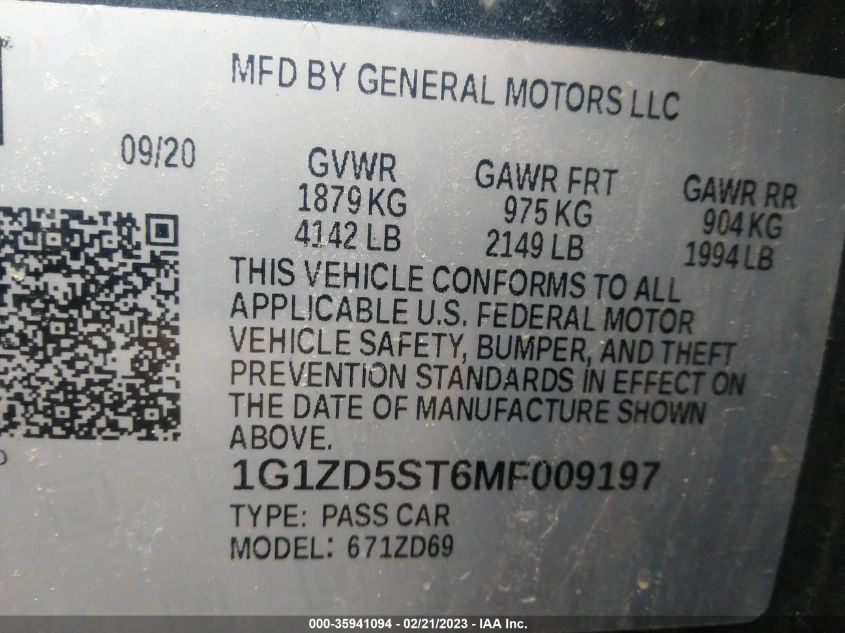 MFD BY GENERAL MOTORS LLC
09/20
GVWR
1879 KG
4142 LB
GAWR FRT
975 KG
2149 LB
GAWR RR
904 KG
1994 LB
THIS VEHICLE CONFORMS TO ALL
APPLICABLE U.S. FEDERAL MOTOR
VEHICLE SAFETY, BUMPER, AND THEFT
PREVENTION STANDARDS IN EFFECT ON
THE DATE OF MANUFACTURE SHOWN
ABOVE.
1G1ZD5ST6MF009197
TYPE: PASS CAR
MODEL: 671ZD69
000-35941094 - 02/21/2023 - IAA Inc.